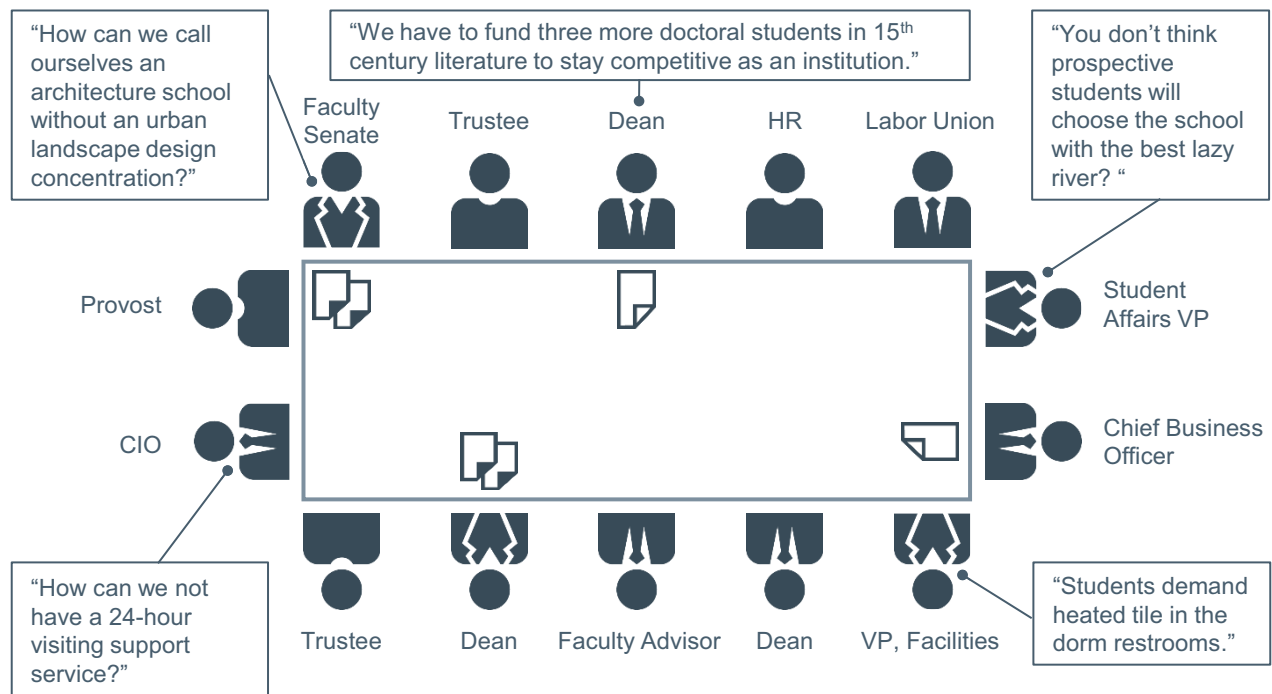 “How can we call
ourselves an
architecture school
without an urban
landscape design
concentration?”
“We have to fund three more doctoral students in 15th
century literature to stay competitive as an institution.”
“You don’t think
prospective
students will
choose the school
with the best lazy
river? “
Faculty
Senate
Trustee
Dean
HR
Labor Union
Provost
Student
Affairs VP
CIO
Chief Business
Officer
“How can we not
have a 24-hour
visiting support
service?”
Trustee
Dean
Faculty Advisor
Dean
VP, Facilities
“Students demand
heated tile in the
dorm restrooms.”